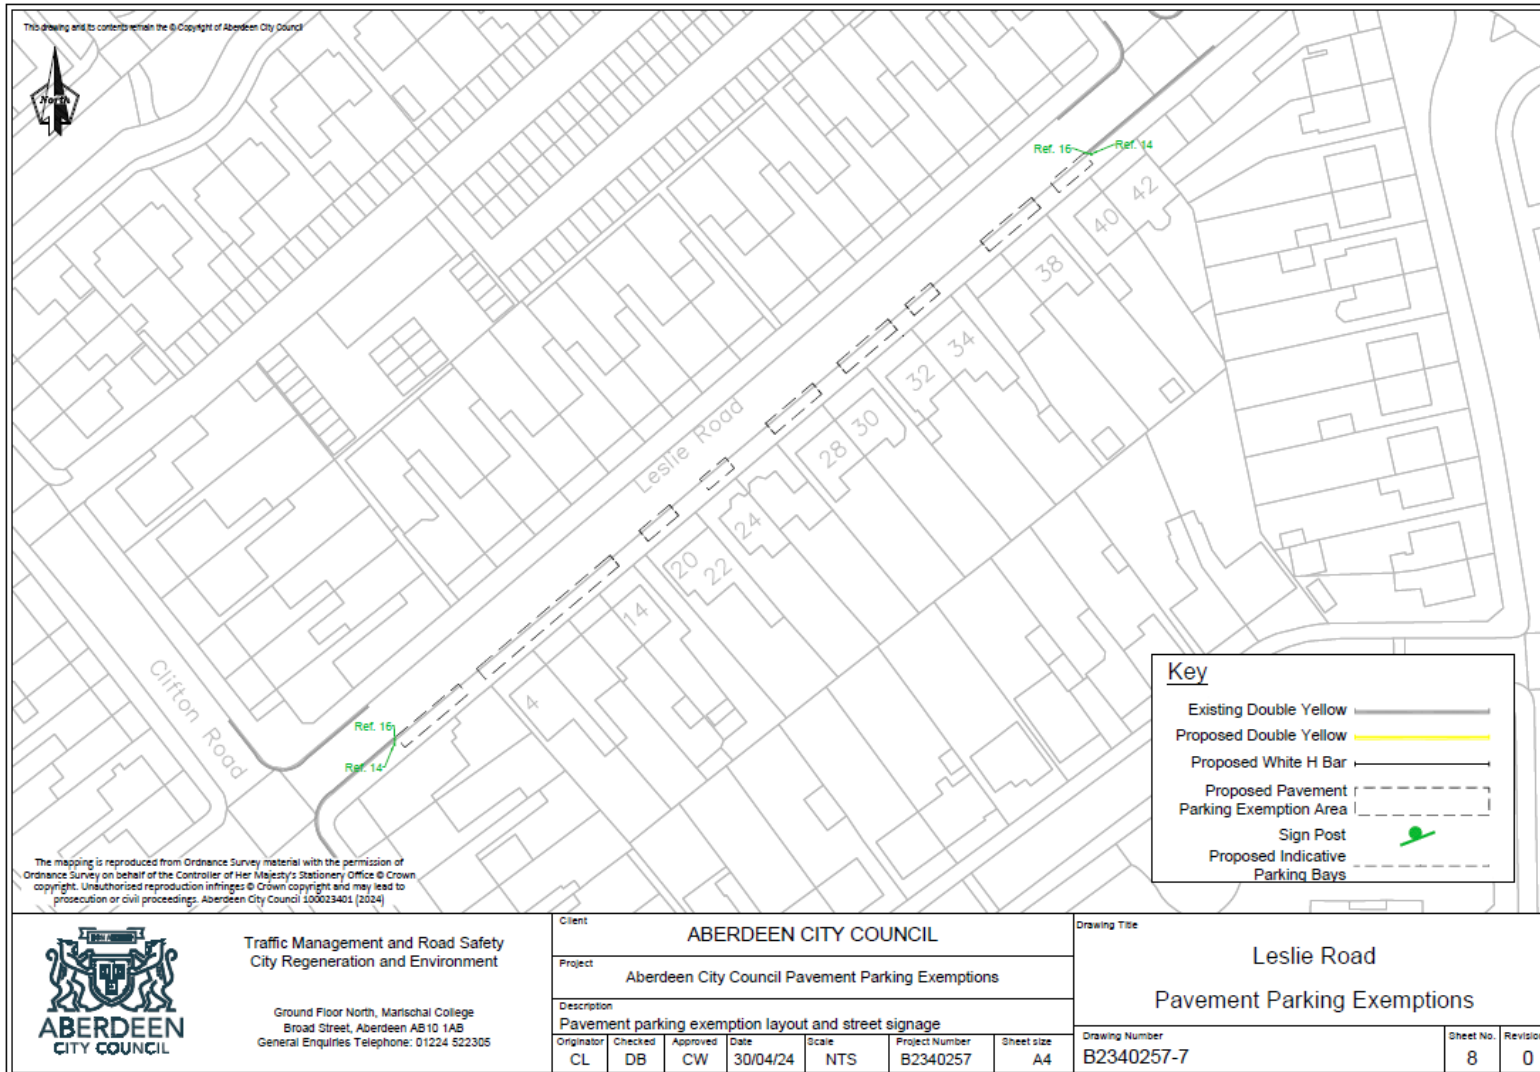 This drawing and its contents remain the © Copyright of Aberdeen City Council
North
Ref. 16
Ref. 14
42
40
38
34
32
30
28
Leslie Road
24
20
22
14
4
Clifton Road
Ref. 16
Ref. 14
Key
Existing Double Yellow
Proposed Double Yellow
Proposed White H Bar
Proposed Pavement
Parking Exemption Area
Sign Post
Proposed Indicative
Parking Bays
The mapping is reproduced from Ordnance Survey material with the permission of
Ordnance Survey on behalf of the Controller of Her Majesty's Stationery Office © Crown
copyright. Unauthorised reproduction infringes © Crown copyright and may lead to
prosecution or civil proceedings. Aberdeen City Council 100023401 (2024)
ABERDEEN
CITY COUNCIL
Traffic Management and Road Safety
City Regeneration and Environment
Ground Floor North, Marischal College
Broad Street, Aberdeen AB10 1AB
General Enquiries Telephone: 01224 522305
Client
ABERDEEN CITY COUNCIL
Project
Aberdeen City Council Pavement Parking Exemptions
Description
Pavement parking exemption layout and street signage
Originator Checked Approved Date Scale Project Number Sheet size
CL DB CW 30/04/24 NTS B2340257 A4
Drawing Title
Leslie Road
Pavement Parking Exemptions
Drawing Number Sheet No. Revision
B2340257-7 8 0